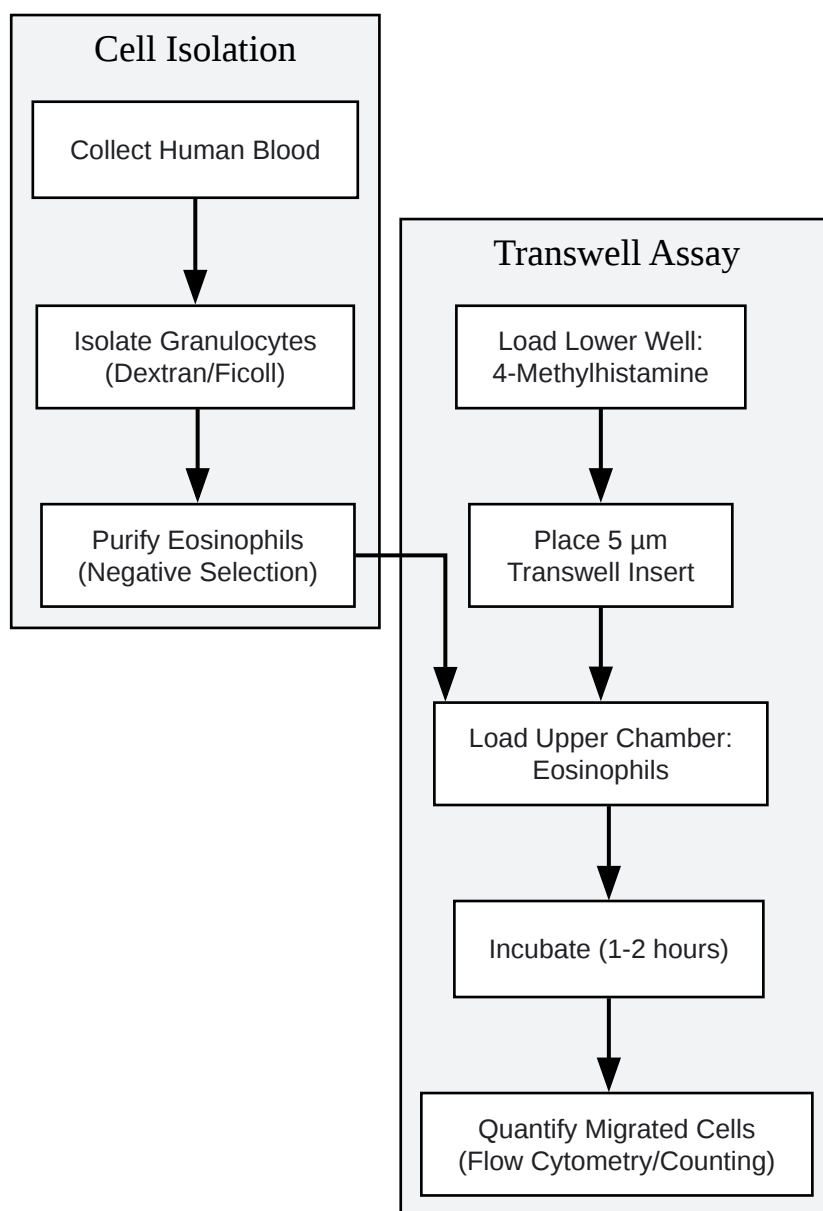 Cell Isolation
Collect Human Blood
Isolate Granulocytes
(Dextran/Ficoll)
Purify Eosinophils
(Negative Selection)
Transwell Assay
Load Lower Well:
4-Methylhistamine
Place 5 µm
Transwell Insert
Load Upper Chamber:
Eosinophils
Incubate (1-2 hours)
Quantify Migrated Cells
(Flow Cytometry/Counting)